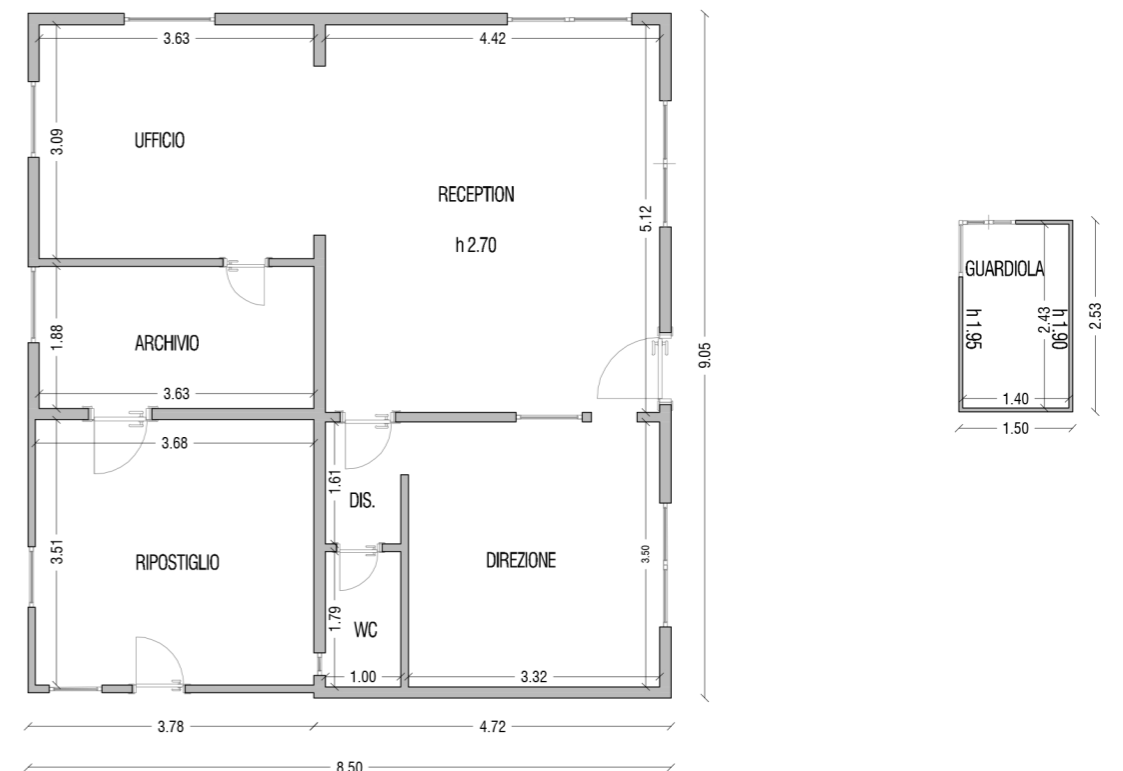 3.63
4.42
3.09
UFFICIO
RECEPTION
h 2.70
5.12
1.88
ARCHIVIO
3.63
9.05
3.68
1.61
DIS.
3.51
RIPOSTIGLIO
DIREZIONE
3.50
1.79
WC
1.00
3.32
3.78
4.72
8.50
GUARDIOLA
h 1.95
2.43
h 1.90
2.53
1.40
1.50